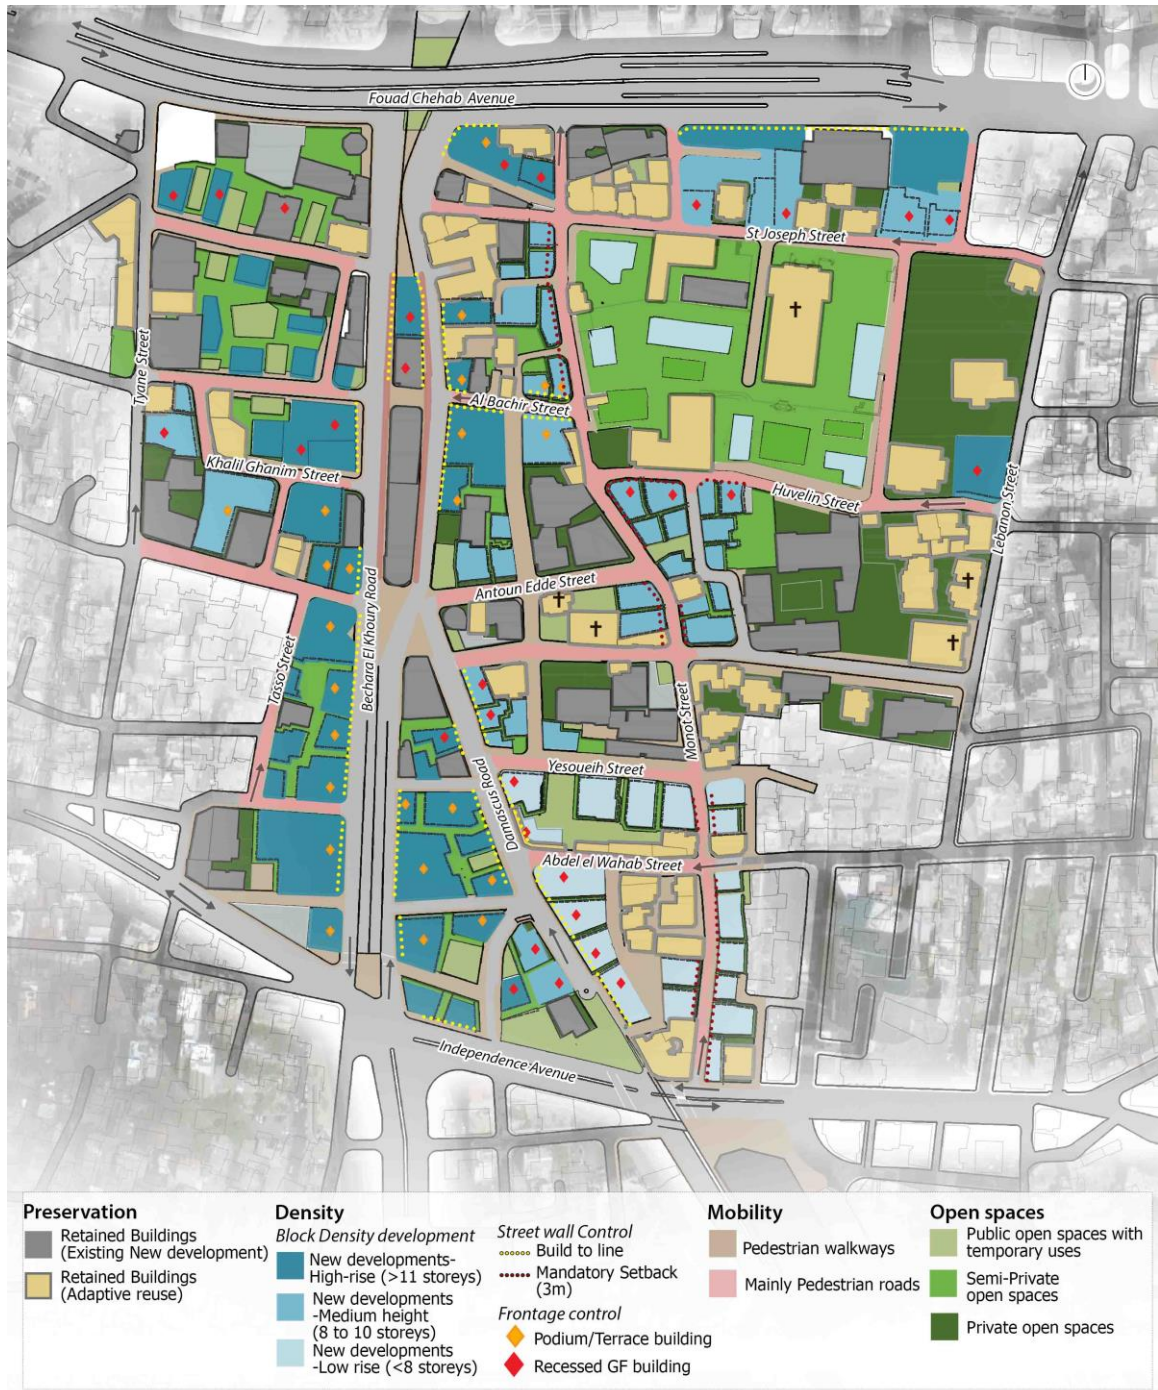 Fouad Chehab Avenue
St Joseph Street
Tyane Street
Al Bachir Street
Khalil Ghanim Street
Huvelin Street
Lebanon Street
Antoun Edde Street
Bechara El Khoury Road
Tasso Street
Monot Street
Yesoueih Street
Damascus Road
Abdel el Wahab Street
Independence Avenue
Preservation
Retained Buildings
(Existing New development)
Retained Buildings
(Adaptive reuse)
Density
Block Density development
New developments-
High-rise (>11 storeys)
New developments
-Medium height
(8 to 10 storeys)
New developments
-Low rise (<8 storeys)
Street wall Control
Build to line
Mandatory Setback
(3m)
Frontage control
Podium/Terrace building
Recessed GF building
Mobility
Pedestrian walkways
Mainly Pedestrian roads
Open spaces
Public open spaces with
temporary uses
Semi-Private
open spaces
Private open spaces